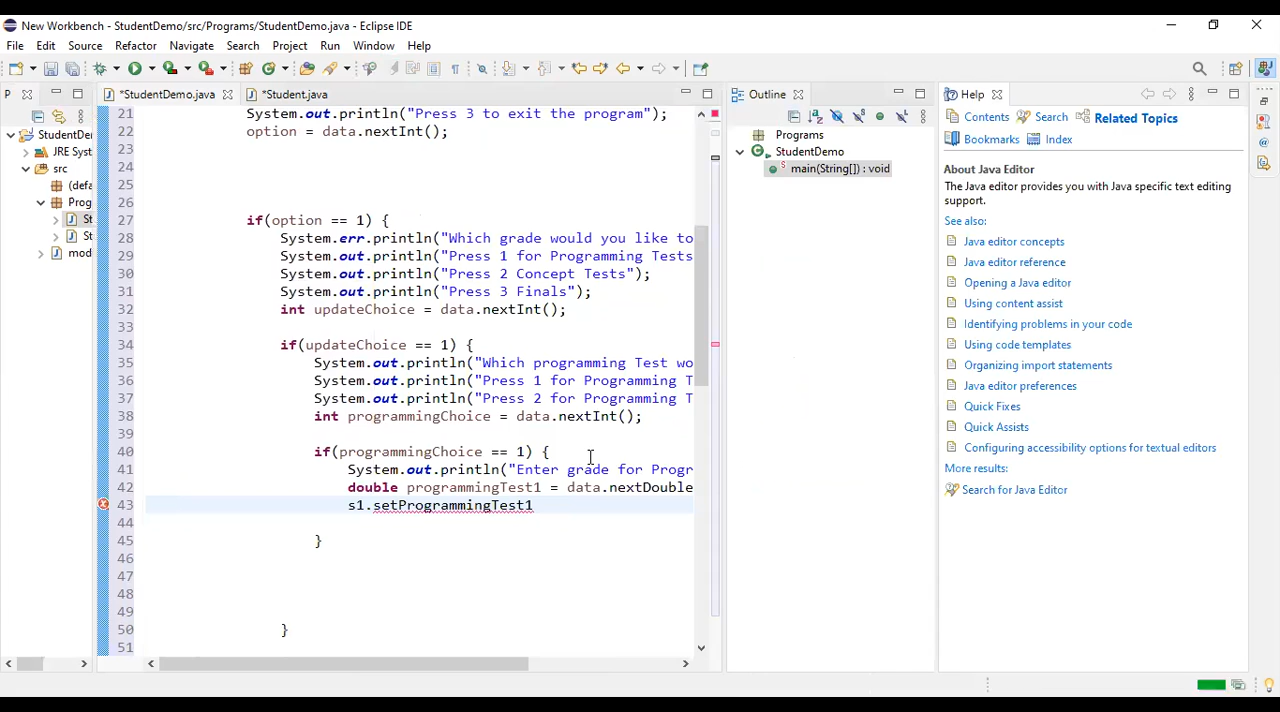 New Workbench - StudentDemo/src/Programs/StudentDemo.java - Eclipse IDE
File Edit Source Refactor Navigate Search Project Run Window Help
P *StudentDemo.java *Student.java Outline Help
StudentDe
JRE Sys
src
(defa
Prog
St
St
mod
21 System.out.println("Press 3 to exit the program");
22 option = data.nextInt();
23
24
25
26
27 if(option == 1) {
28 System.err.println("Which grade would you like to
29 System.out.println("Press 1 for Programming Tests
30 System.out.println("Press 2 Concept Tests");
31 System.out.println("Press 3 Finals");
32 int updateChoice = data.nextInt();
33
34 if(updateChoice == 1) {
35 System.out.println("Which programming Test wo
36 System.out.println("Press 1 for Programming T
37 System.out.println("Press 2 for Programming T
38 int programmingChoice = data.nextInt();
39
40 if(programmingChoice == 1) {
41 System.out.println("Enter grade for Progr
42 double programmingTest1 = data.nextDouble
43 s1.setProgrammingTest1
44
45 }
46
47
48
49
50 }
51
Programs
StudentDemo
main(String[]) : void
Contents Search Related Topics
Bookmarks Index
About Java Editor
The Java editor provides you with Java specific text editing
support.
See also:
Java editor concepts
Java editor reference
Opening a Java editor
Using content assist
Identifying problems in your code
Using code templates
Organizing import statements
Java editor preferences
Quick Fixes
Quick Assists
Configuring accessibility options for textual editors
More results:
Search for Java Editor